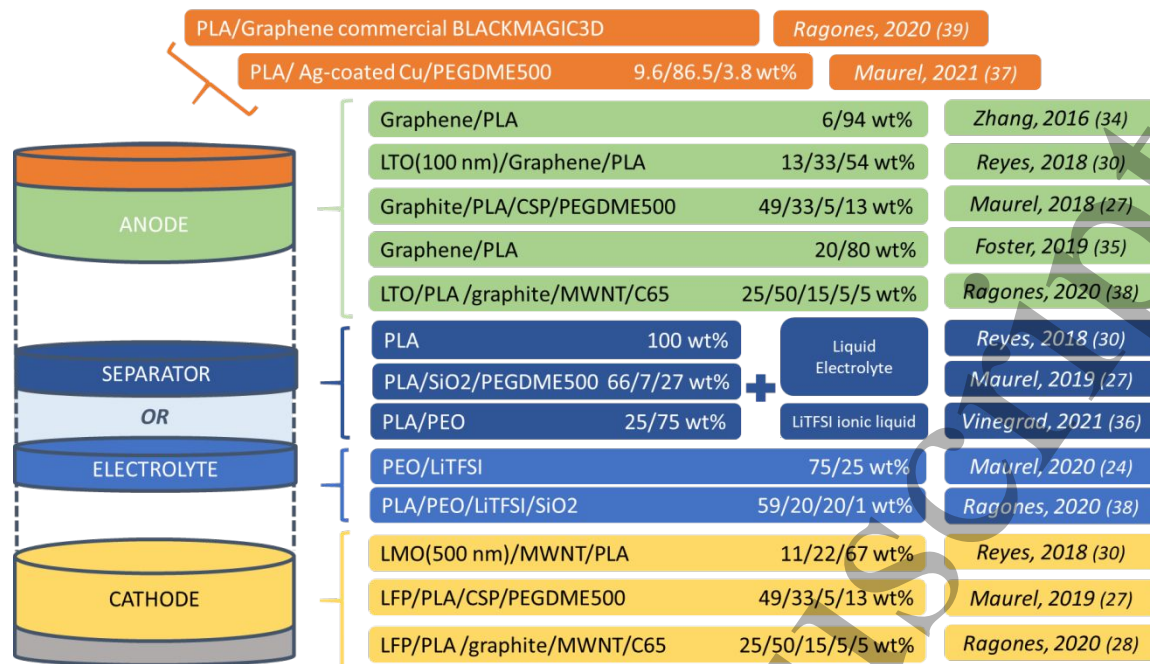 PLA/Graphene commercial BLACKMAGIC3D Ragones, 2020 (39)
PLA/ Ag-coated Cu/PEGDME500 9.6/86.5/3.8 wt% Maurel, 2021 (37)
Graphene/PLA 6/94 wt% Zhang, 2016 (34)
LTO(100 nm)/Graphene/PLA 13/33/54 wt% Reyes, 2018 (30)
Graphite/PLA/CSP/PEGDME500 49/33/5/13 wt% Maurel, 2018 (27)
ANODE
Graphene/PLA 20/80 wt% Foster, 2019 (35)
LTO/PLA /graphite/MWNT/C65 25/50/15/5/5 wt% Ragones, 2020 (38)
PLA 100 wt% Reyes, 2018 (30)
Liquid
Electrolyte
SEPARATOR
PLA/SiO2/PEGDME500 66/7/27 wt% Maurel, 2019 (27)
OR
PLA/PEO 25/75 wt% LiTFSI ionic liquid Vinegrad, 2021 (36)
ELECTROLYTE
PEO/LiTFSI 75/25 wt% Maurel, 2020 (24)
PLA/PEO/LiTFSI/SiO2 59/20/20/1 wt% Ragones, 2020 (38)
LMO(500 nm)/MWNT/PLA 11/22/67 wt% Reyes, 2018 (30)
CATHODE
LFP/PLA/CSP/PEGDME500 49/33/5/13 wt% Maurel, 2019 (27)
LFP/PLA /graphite/MWNT/C65 25/50/15/5/5 wt% Ragones, 2020 (28)